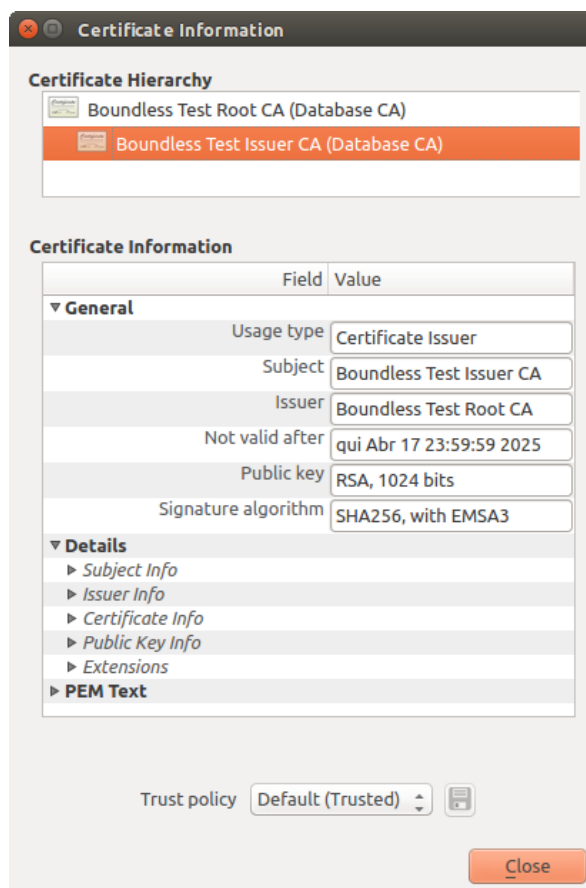 Certificate Information
Certificate Hierarchy
Boundless Test Root CA (Database CA)
Boundless Test Issuer CA (Database CA)
Certificate Information
Field Value
General
Usage type Certificate Issuer
Subject Boundless Test Issuer CA
Issuer Boundless Test Root CA
Not valid after qui Abr 17 23:59:59 2025
Public key RSA, 1024 bits
Signature algorithm SHA256, with EMSA3
Details
Subject Info
Issuer Info
Certificate Info
Public Key Info
Extensions
PEM Text
Trust policy Default (Trusted)
Close